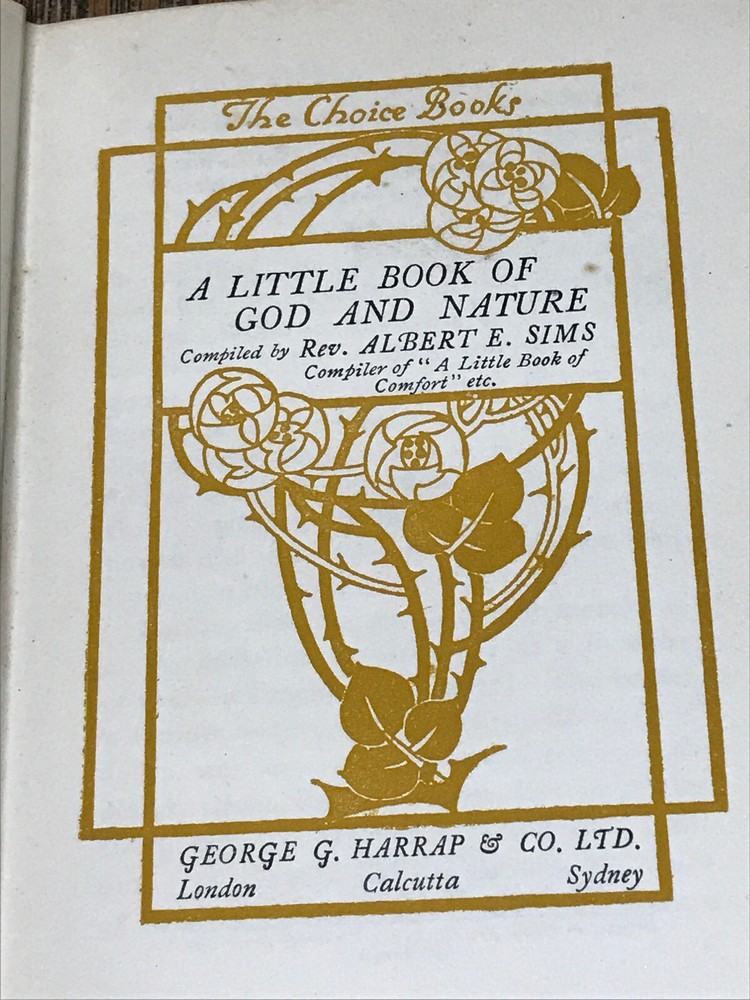 The Choice Books
A LITTLE BOOK OF
GOD AND NATURE
Compiled by Rev. ALBERT E. SIMS
Compiler of "A Little Book of
Comfort" etc.
GEORGE G. HARRAP & CO. LTD.
London Calcutta Sydney